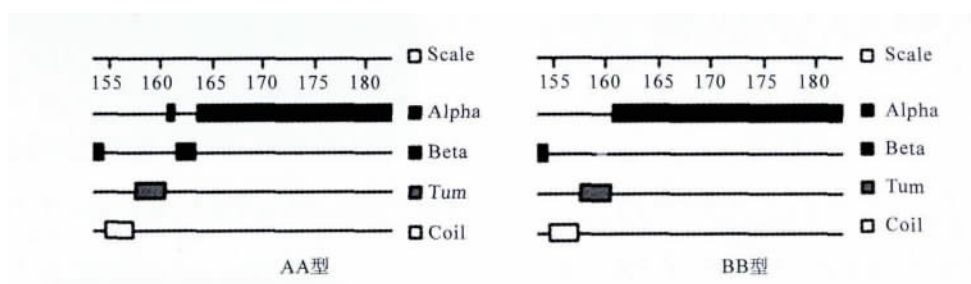 Scale
155 160 165 170 175 180
Alpha
Beta
Tum
Coil
AA型
Scale
155 160 165 170 175 180
Alpha
Beta
Tum
Coil
BB型